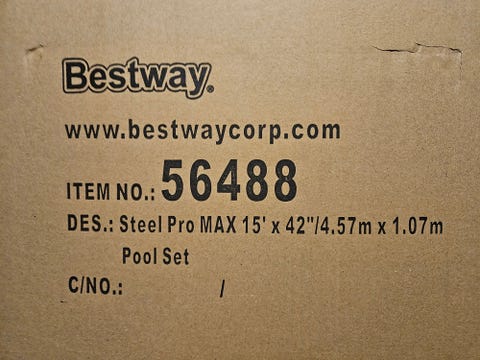 Bestway®
www.bestwaycorp.com
ITEM NO.: 56488
DES.: Steel Pro MAX 15' x 42"/4.57m x 1.07m
Pool Set
C/NO.: /